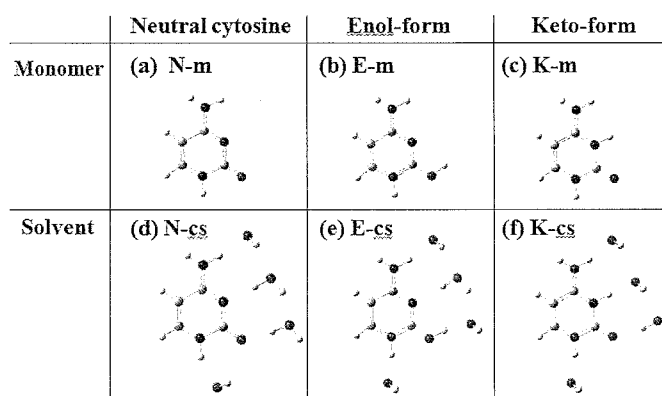 Neutral cytosine Enol-form Keto-form
Monomer (a) N-m (b) E-m (c) K-m
Solvent (d) N-cs (e) E-cs (f) K-cs